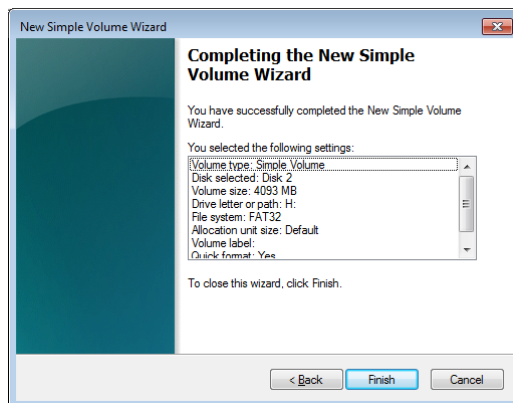 New Simple Volume Wizard
Completing the New Simple
Volume Wizard
You have successfully completed the New Simple Volume
Wizard.
You selected the following settings:
Volume type: Simple Volume
Disk selected: Disk 2
Volume size: 4093 MB
Drive letter or path: H:
File system: FAT32
Allocation unit size: Default
Volume label:
Quick format: Yes
To close this wizard, click Finish.
< Back
Finish
Cancel